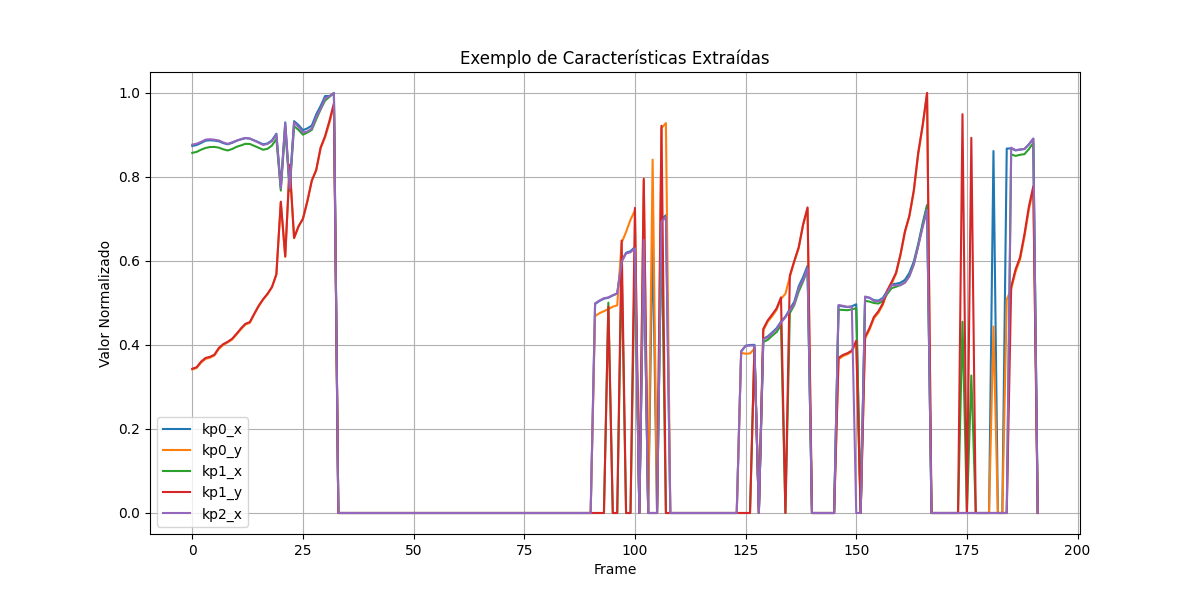 Exemplo de Características Extraídas
Valor Normalizado
1.0
0.8
0.6
0.4
0.2
0.0
kp0_x
kp0_y
kp1_x
kp1_y
kp2_x
0 25 50 75 100 125 150 175 200
Frame